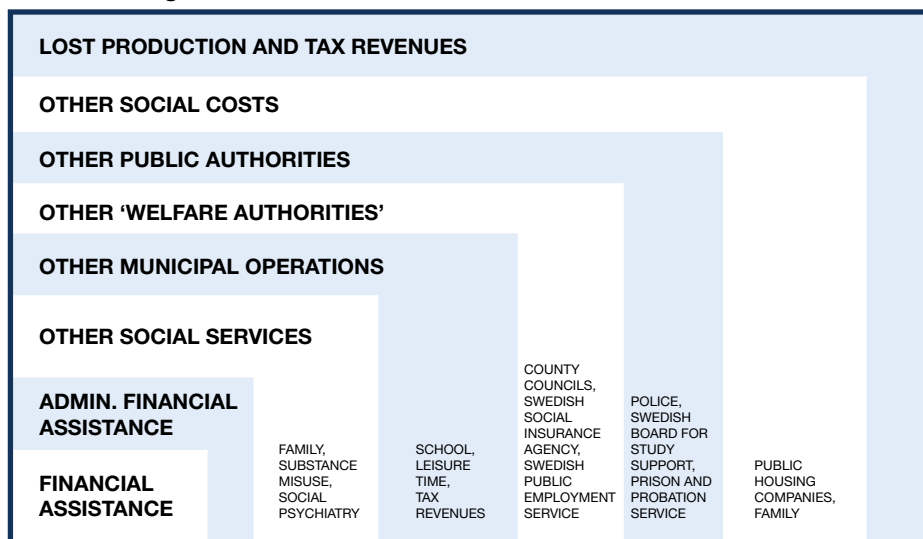 LOST PRODUCTION AND TAX REVENUES
OTHER SOCIAL COSTS
OTHER PUBLIC AUTHORITIES
OTHER ‘WELFARE AUTHORITIES’
OTHER MUNICIPAL OPERATIONS
OTHER SOCIAL SERVICES
ADMIN. FINANCIAL
ASSISTANCE
FINANCIAL
ASSISTANCE
FAMILY,
SUBSTANCE
MISUSE,
SOCIAL
PSYCHIATRY
SCHOOL,
LEISURE
TIME,
TAX
REVENUES
COUNTY
COUNCILS,
SWEDISH
SOCIAL
INSURANCE
AGENCY,
SWEDISH
PUBLIC
EMPLOYMENT
SERVICE
POLICE,
SWEDISH
BOARD FOR
STUDY
SUPPORT,
PRISON AND
PROBATION
SERVICE
PUBLIC
HOUSING
COMPANIES,
FAMILY